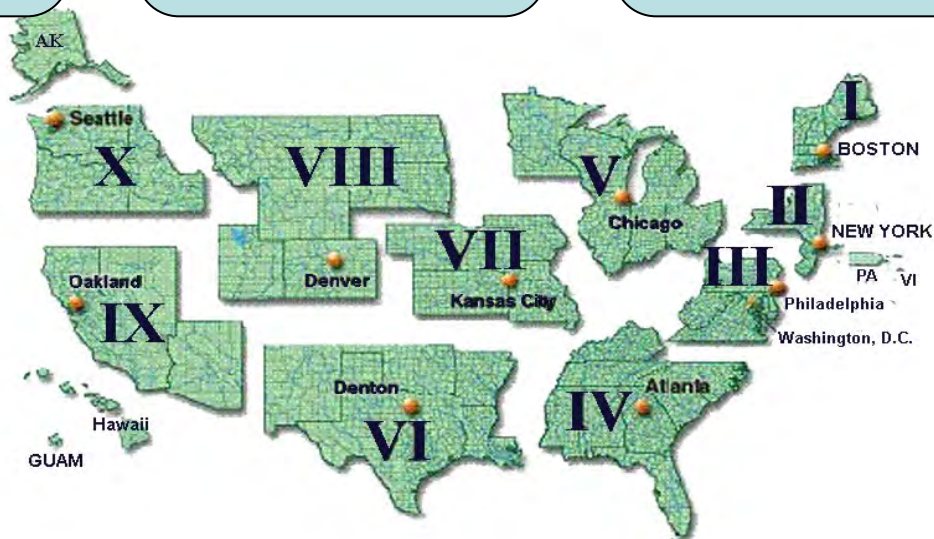 AK
Seattle
X
VIII
V
I
BOSTON
II
NEW YORK
Chicago
VII
III
PA
VI
Oakland
Denver
Kansas City
Philadelphia
IX
Washington, D.C.
Denton
Atlanta
IV
Hawaii
VI
GUAM